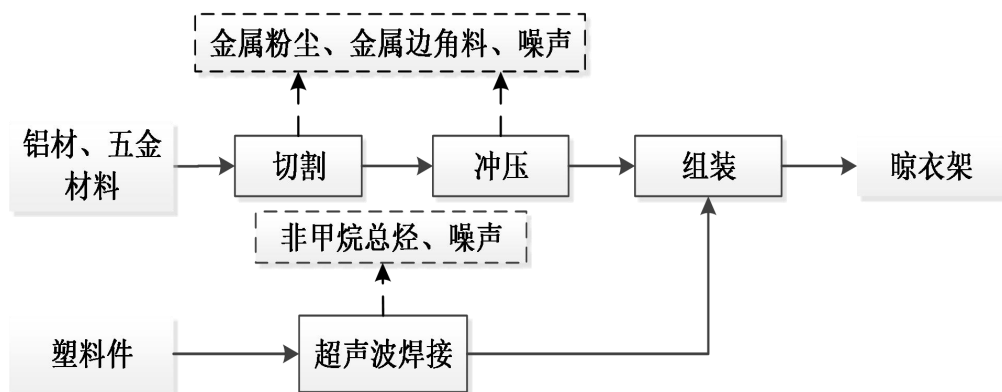 金属粉尘、金属边角料、噪声
铝材、五金
材料
切割
冲压
组装
晾衣架
非甲烷总烃、噪声
塑料件
超声波焊接